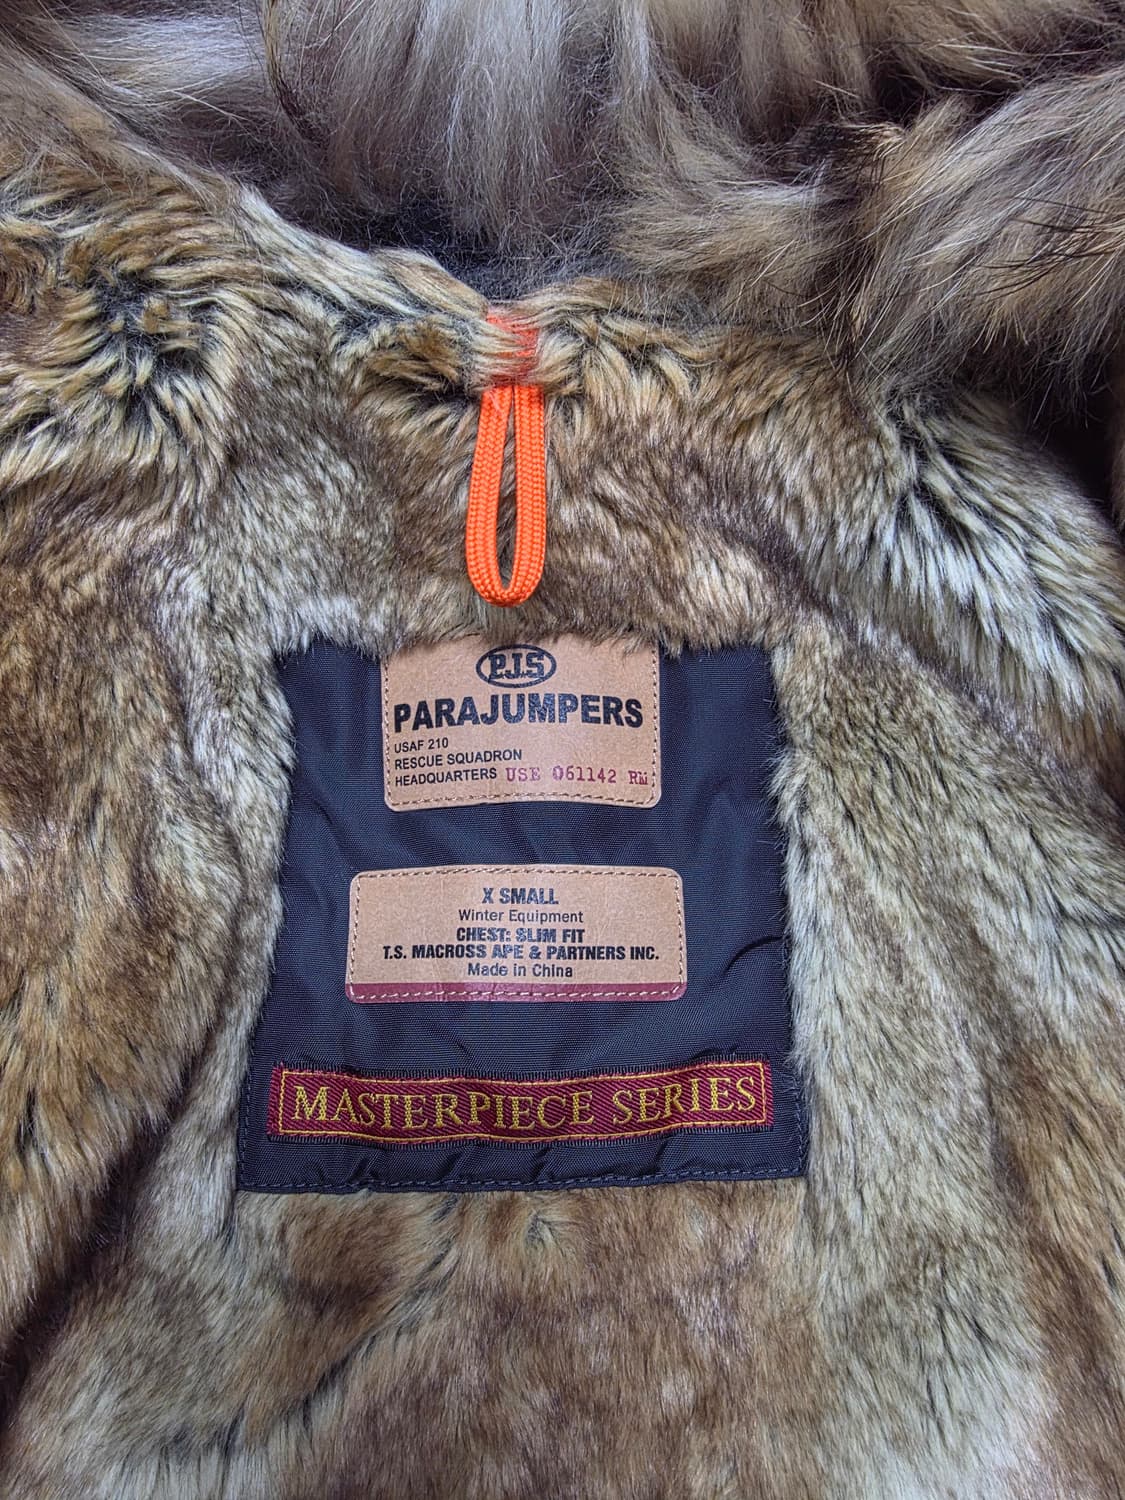 P.J.S
PARAJUMPERS
USAF 210
RESCUE SQUADRON
HEADQUARTERS USE 061142 RM
X SMALL
Winter Equipment
CHEST: SLIM FIT
T.S. MACROSS APE & PARTNERS INC.
Made in China
MASTERPIECE SERIES